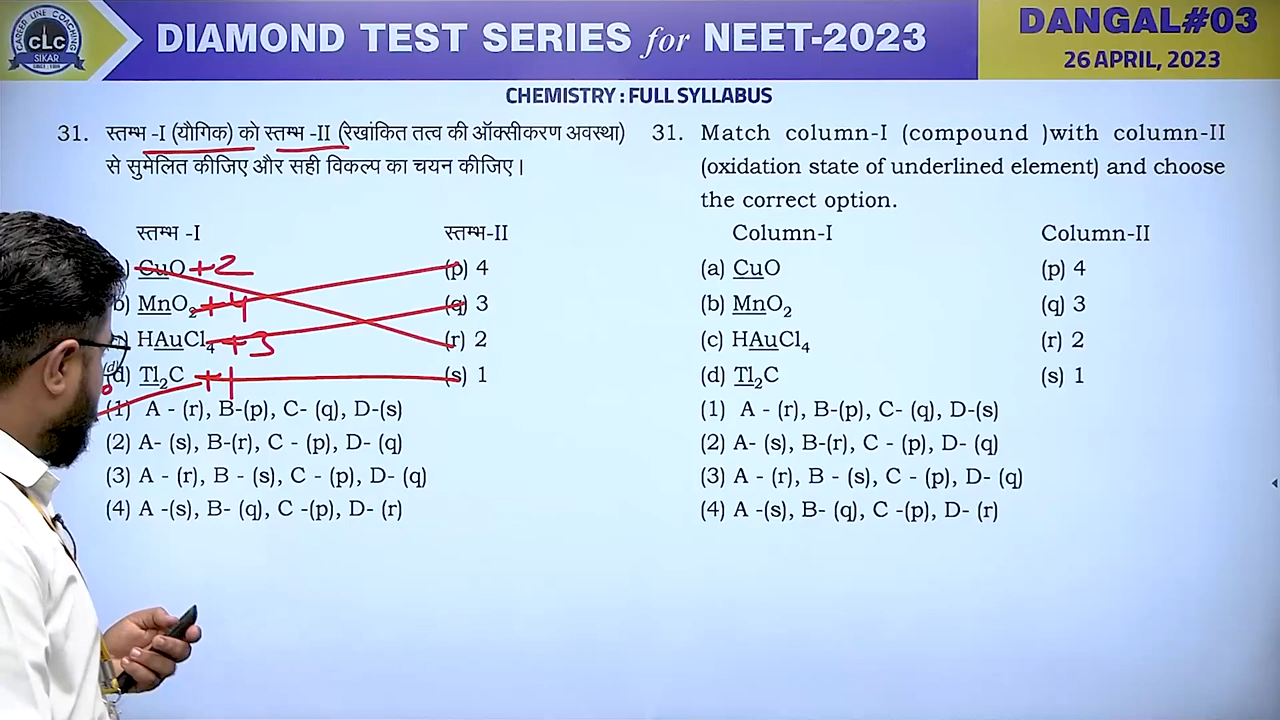 CAREER LINE COACHING
CLC
SIKAR
SINCE : 1996
DIAMOND TEST SERIES for NEET-2023
DANGAL#03
26 APRIL, 2023
CHEMISTRY : FULL SYLLABUS
31. स्तम्भ -I (यौगिक) को स्तम्भ -II (रेखांकित तत्व की ऑक्सीकरण अवस्था)
से सुमेलित कीजिए और सही विकल्प का चयन कीजिए।
स्तम्भ -I स्तम्भ-II
) CuO +2 (p) 4
b) MnO2 +4 (q) 3
) HAuCl4 +3 (r) 2
(d) Tl2C +1 (s) 1
(d)
(1) A - (r), B-(p), C- (q), D-(s)
(2) A- (s), B-(r), C - (p), D- (q)
(3) A - (r), B - (s), C - (p), D- (q)
(4) A -(s), B- (q), C -(p), D- (r)
31. Match column-I (compound )with column-II
(oxidation state of underlined element) and choose
the correct option.
Column-I Column-II
(a) CuO (p) 4
(b) MnO2 (q) 3
(c) HAuCl4 (r) 2
(d) Tl2C (s) 1
(1) A - (r), B-(p), C- (q), D-(s)
(2) A- (s), B-(r), C - (p), D- (q)
(3) A - (r), B - (s), C - (p), D- (q)
(4) A -(s), B- (q), C -(p), D- (r)